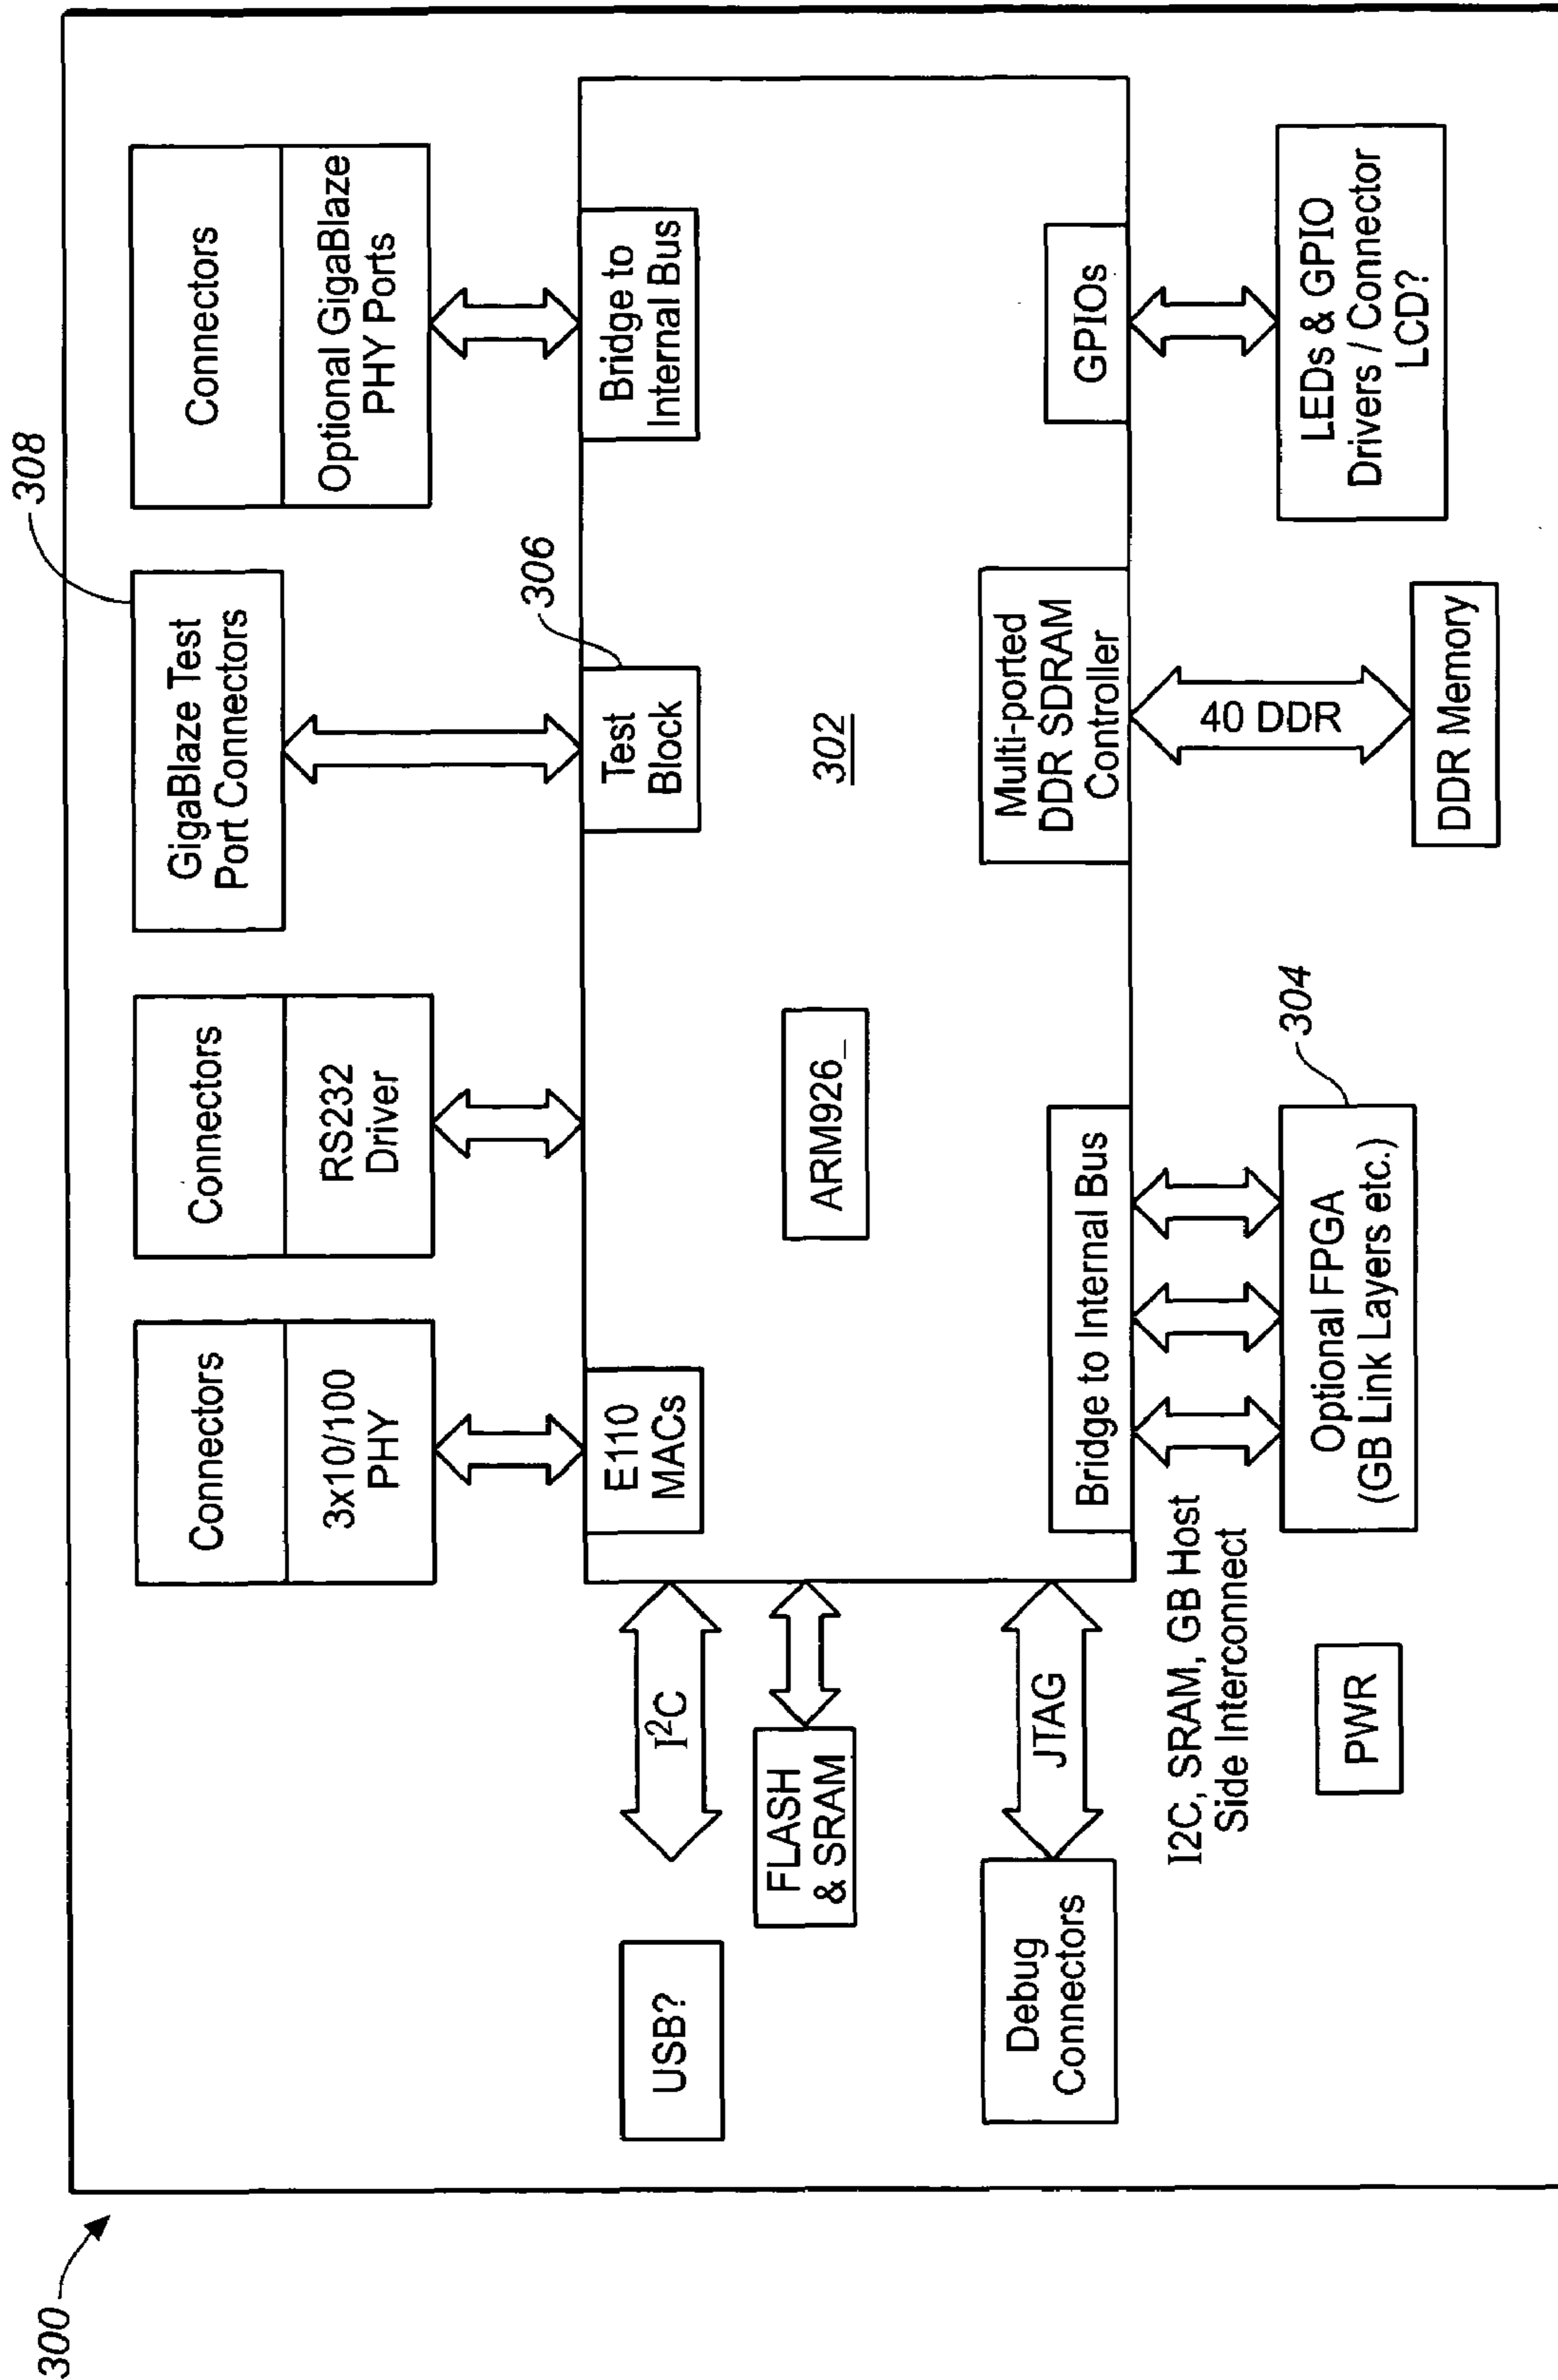 300
308
Connectors
3x10/100
PHY
Connectors
RS232
Driver
GigaBlaze Test
Port Connectors
Connectors
Optional GigaBlaze
PHY Ports
306
E110
MACs
Test
Block
Bridge to
Internal Bus
USB?
I²C
FLASH
& SRAM
ARM926_
302
Debug
Connectors
JTAG
Bridge to Internal Bus
Multi-ported
DDR SDRAM
Controller
GPIOs
I2C, SRAM, GB Host
Side Interconnect
40 DDR
304
PWR
Optional FPGA
(GB Link Layers etc.)
DDR Memory
LEDs & GPIO
Drivers / Connector
LCD?